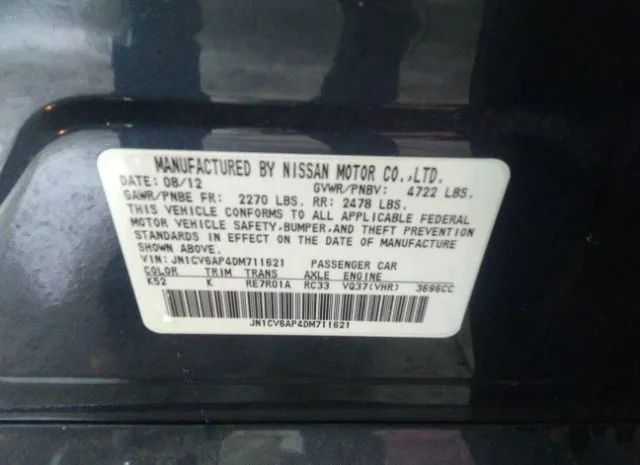 MANUFACTURED BY NISSAN MOTOR CO.,LTD.
DATE: 08/12 GVWR/PNBV: 4722 LBS.
GAWR/PNBE FR: 2270 LBS. RR: 2478 LBS.
THIS VEHICLE CONFORMS TO ALL APPLICABLE FEDERAL
MOTOR VEHICLE SAFETY,BUMPER,AND THEFT PREVENTION
STANDARDS IN EFFECT ON THE DATE OF MANUFACTURE
SHOWN ABOVE.
VIN: JN1CV6AP4DM711621 PASSENGER CAR
COLOR TRIM TRANS AXLE ENGINE
K52 K RE7R01A RC33 VQ37(VHR) 3696CC
JN1CV6AP4DM711621